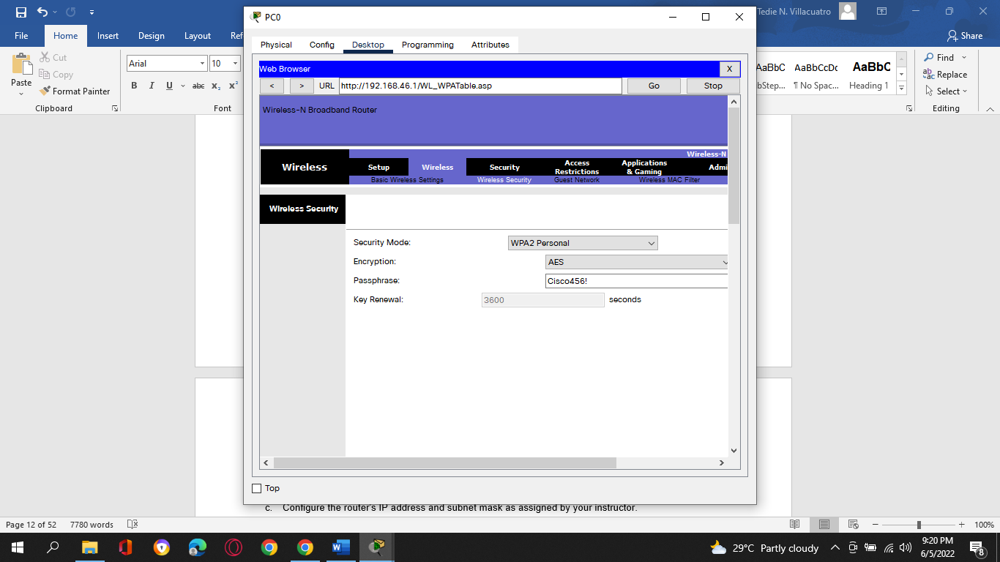 PC0
Tedie N. Villacuatro
File
Home
Insert
Design
Layout
Ref
Share
Paste
Cut
Copy
Format Painter
Clipboard
Arial
10
B I U abc x₂ x²
Font
Physical
Config
Desktop
Programming
Attributes
Web Browser
X
<
>
URL
http://192.168.46.1/WL_WPATable.asp
Go
Stop
Wireless-N Broadband Router
Wireless-N
Wireless
Setup
Wireless
Security
Access
Restrictions
Applications
& Gaming
Admi
Basic Wireless Settings
Wireless Security
Guest Network
Wireless MAC Filter
Wireless Security
Security Mode:
WPA2 Personal
Encryption:
AES
Passphrase:
Cisco456!
Key Renewal:
3600
seconds
Top
AaBbC
AaBbCcDc
AaBbC
bStep...
¶ No Spac...
Heading 1
Find
Replace
Select
Editing
c. Configure the router's IP address and subnet mask as assigned by your instructor.
Page 12 of 52
7780 words
100%
29°C Partly cloudy
9:20 PM
6/5/2022
8